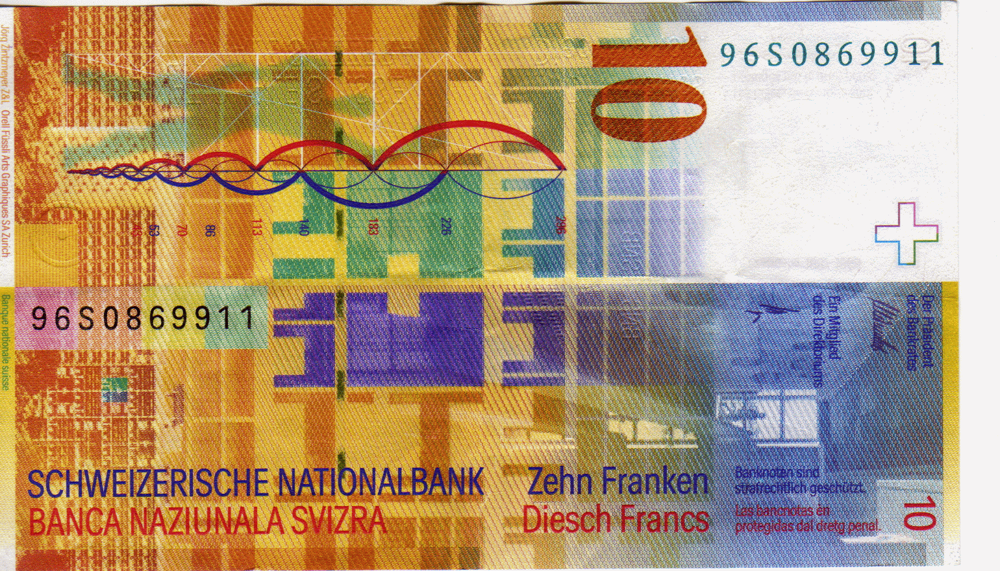 10
96S0869911
Jörg Zintzmeyer Z&L Orell Füssli Arts Graphiques SA Zurich
43 53 70 86 113 140 183 226 296
Banque nationale suisse
96S0869911
Ein Mitglied
des Direktoriums
Der Präsident
des Bankrates
SCHWEIZERISCHE NATIONALBANK
BANCA NAZIUNALA SVIZRA
Zehn Franken
Diesch Francs
Banknoten sind
strafrechtlich geschützt.
Las bancnotas èn
protegidas dal dretg penal.
10